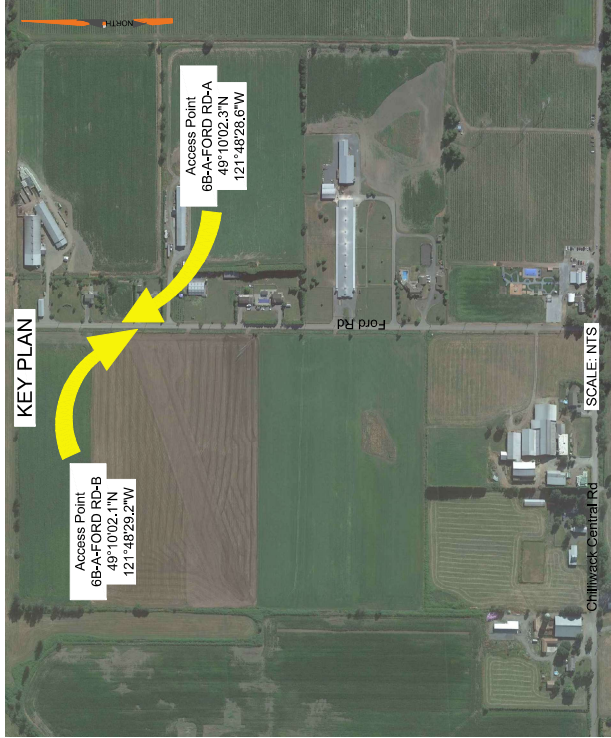 NORTH
KEY PLAN
Access Point
6B-A-FORD RD-A
49°10'02.3"N
121°48'28.6"W
Access Point
6B-A-FORD RD-B
49°10'02.1"N
121°48'29.2"W
Ford Rd
SCALE: NTS
Chilliwack Central Rd